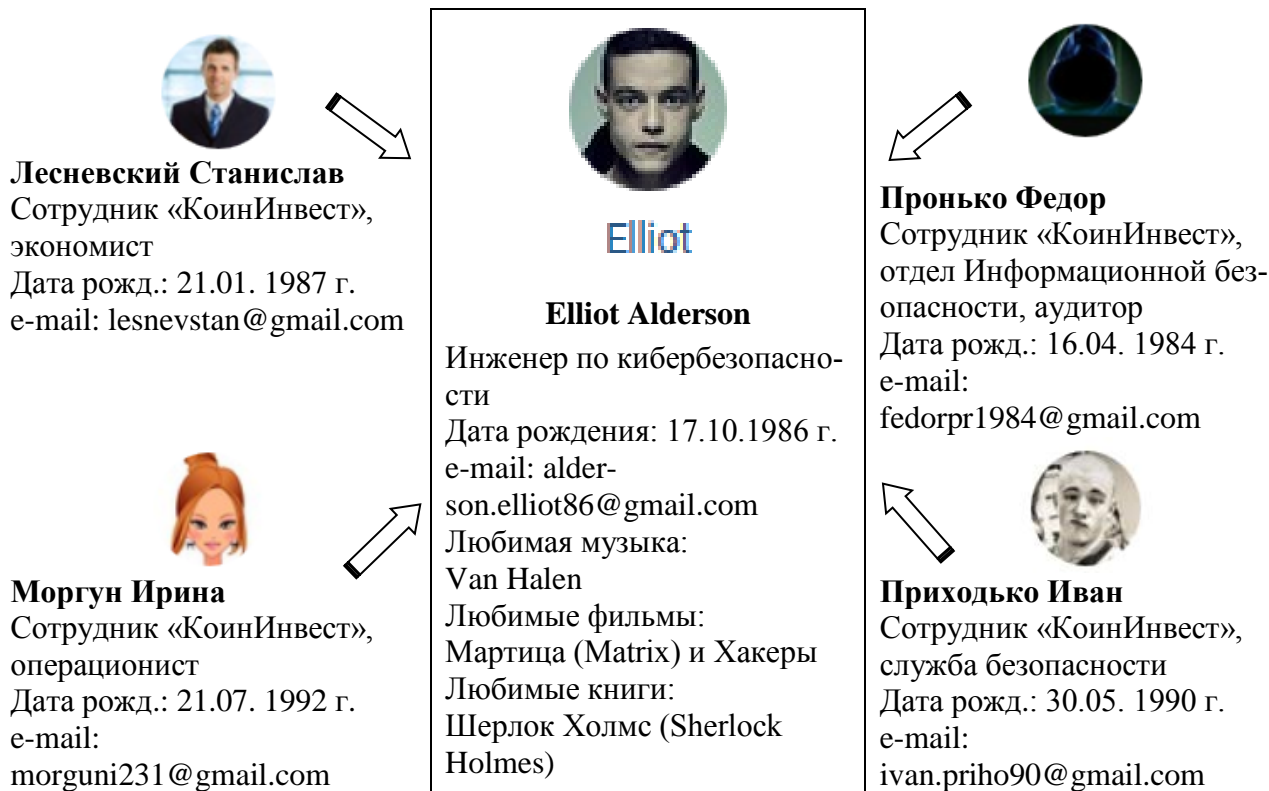 Лесневский Станислав
Сотрудник «КоинИнвест»,
экономист
Дата рожд.: 21.01. 1987 г.
e-mail: lesnevstan@gmail.com
Моргун Ирина
Сотрудник «КоинИнвест»,
операционист
Дата рожд.: 21.07. 1992 г.
e-mail:
morguni231@gmail.com
Elliot
Elliot Alderson
Инженер по кибербезопасно-
сти
Дата рождения: 17.10.1986 г.
e-mail: alder-
son.elliot86@gmail.com
Любимая музыка:
Van Halen
Любимые фильмы:
Мартица (Matrix) и Хакеры
Любимые книги:
Шерлок Холмс (Sherlock
Holmes)
Пронько Федор
Сотрудник «КоинИнвест»,
отдел Информационной без-
опасности, аудитор
Дата рожд.: 16.04. 1984 г.
e-mail:
fedorpr1984@gmail.com
Приходько Иван
Сотрудник «КоинИнвест»,
служба безопасности
Дата рожд.: 30.05. 1990 г.
e-mail:
ivan.priho90@gmail.com